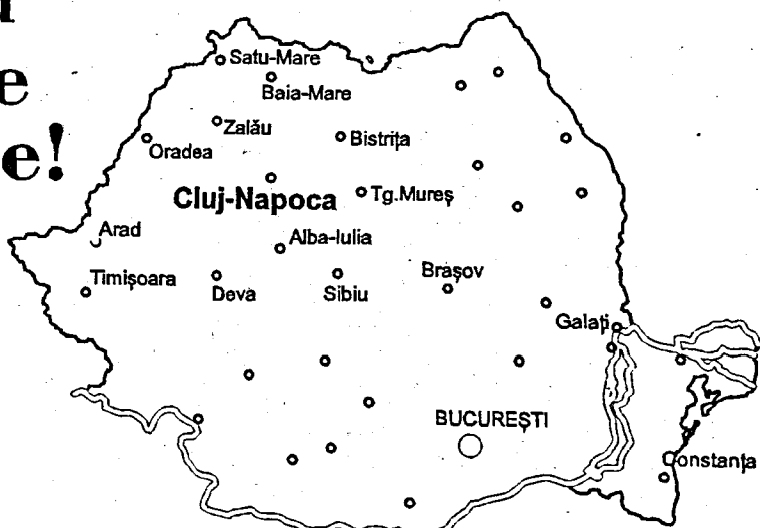 e
e!
Satu-Mare
Baia-Mare
Zalău
Oradea
Bistrița
Cluj-Napoca
Tg.Mureș
Arad
Alba-Iulia
Timișoara
Deva
Sibiu
Brașov
Galați
BUCUREȘTI
Constanța